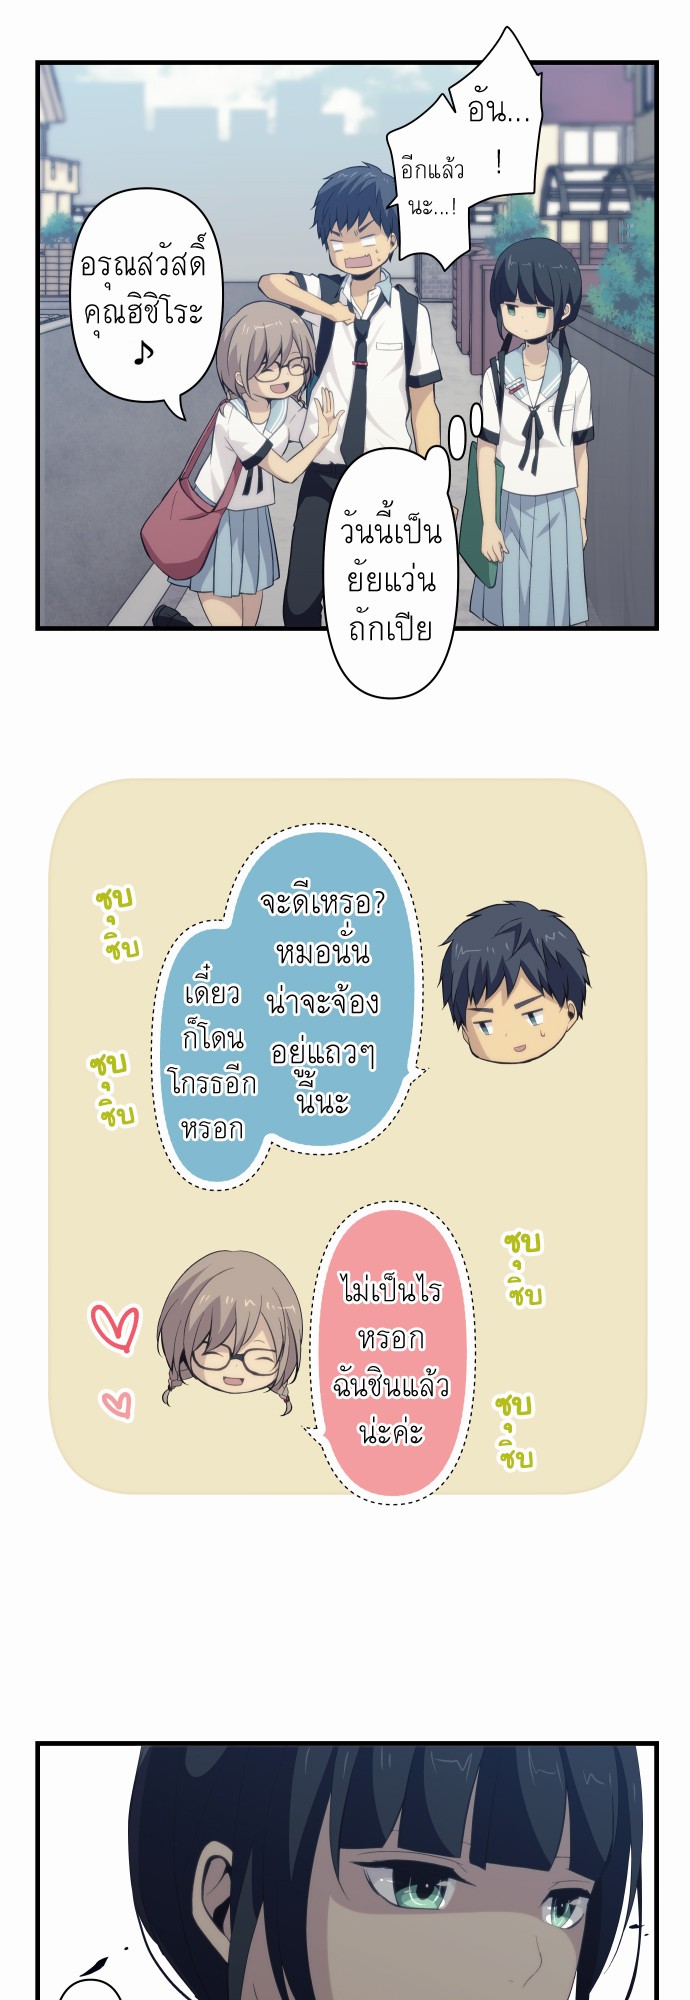 อัน...
!
อีกแล้ว
นะ...!
อรุณสวัสดิ์
คุณฮิชิโระ
♪
วันนี้เป็น
ยัยแว่น
ถักเปีย
จะดีเหรอ?
หมอนั่น
น่าจะจ้อง
อยู่แถวๆ
นี้นะ
เดี๋ยว
ก็โดน
โกรธอีก
หรอก
ซุบ
ซิบ
ซุบ
ซิบ
ไม่เป็นไร
หรอก
ฉันชินแล้ว
น่ะค่ะ
ซุบ
ซิบ
ซุบ
ซิบ